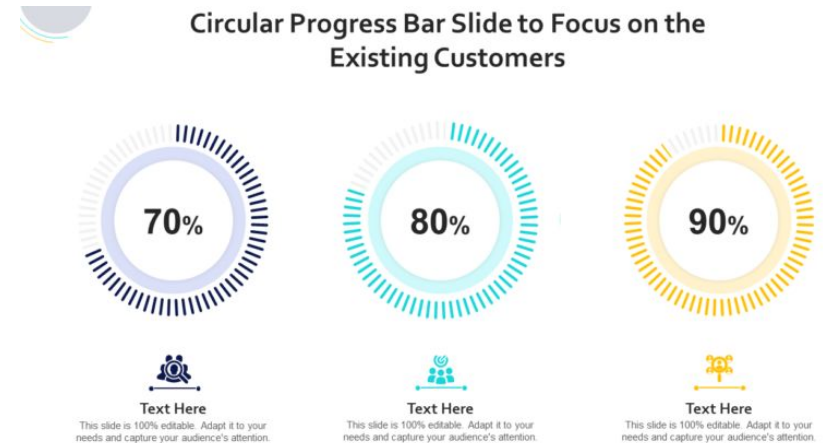 Circular Progress Bar Slide to Focus on the
Existing Customers
70%
80%
90%
Text Here
This slide is 100% editable. Adapt it to your
needs and capture your audience's attention.
Text Here
This slide is 100% editable. Adapt it to your
needs and capture your audience's attention.
Text Here
This slide is 100% editable. Adapt it to your
needs and capture your audience's attention.